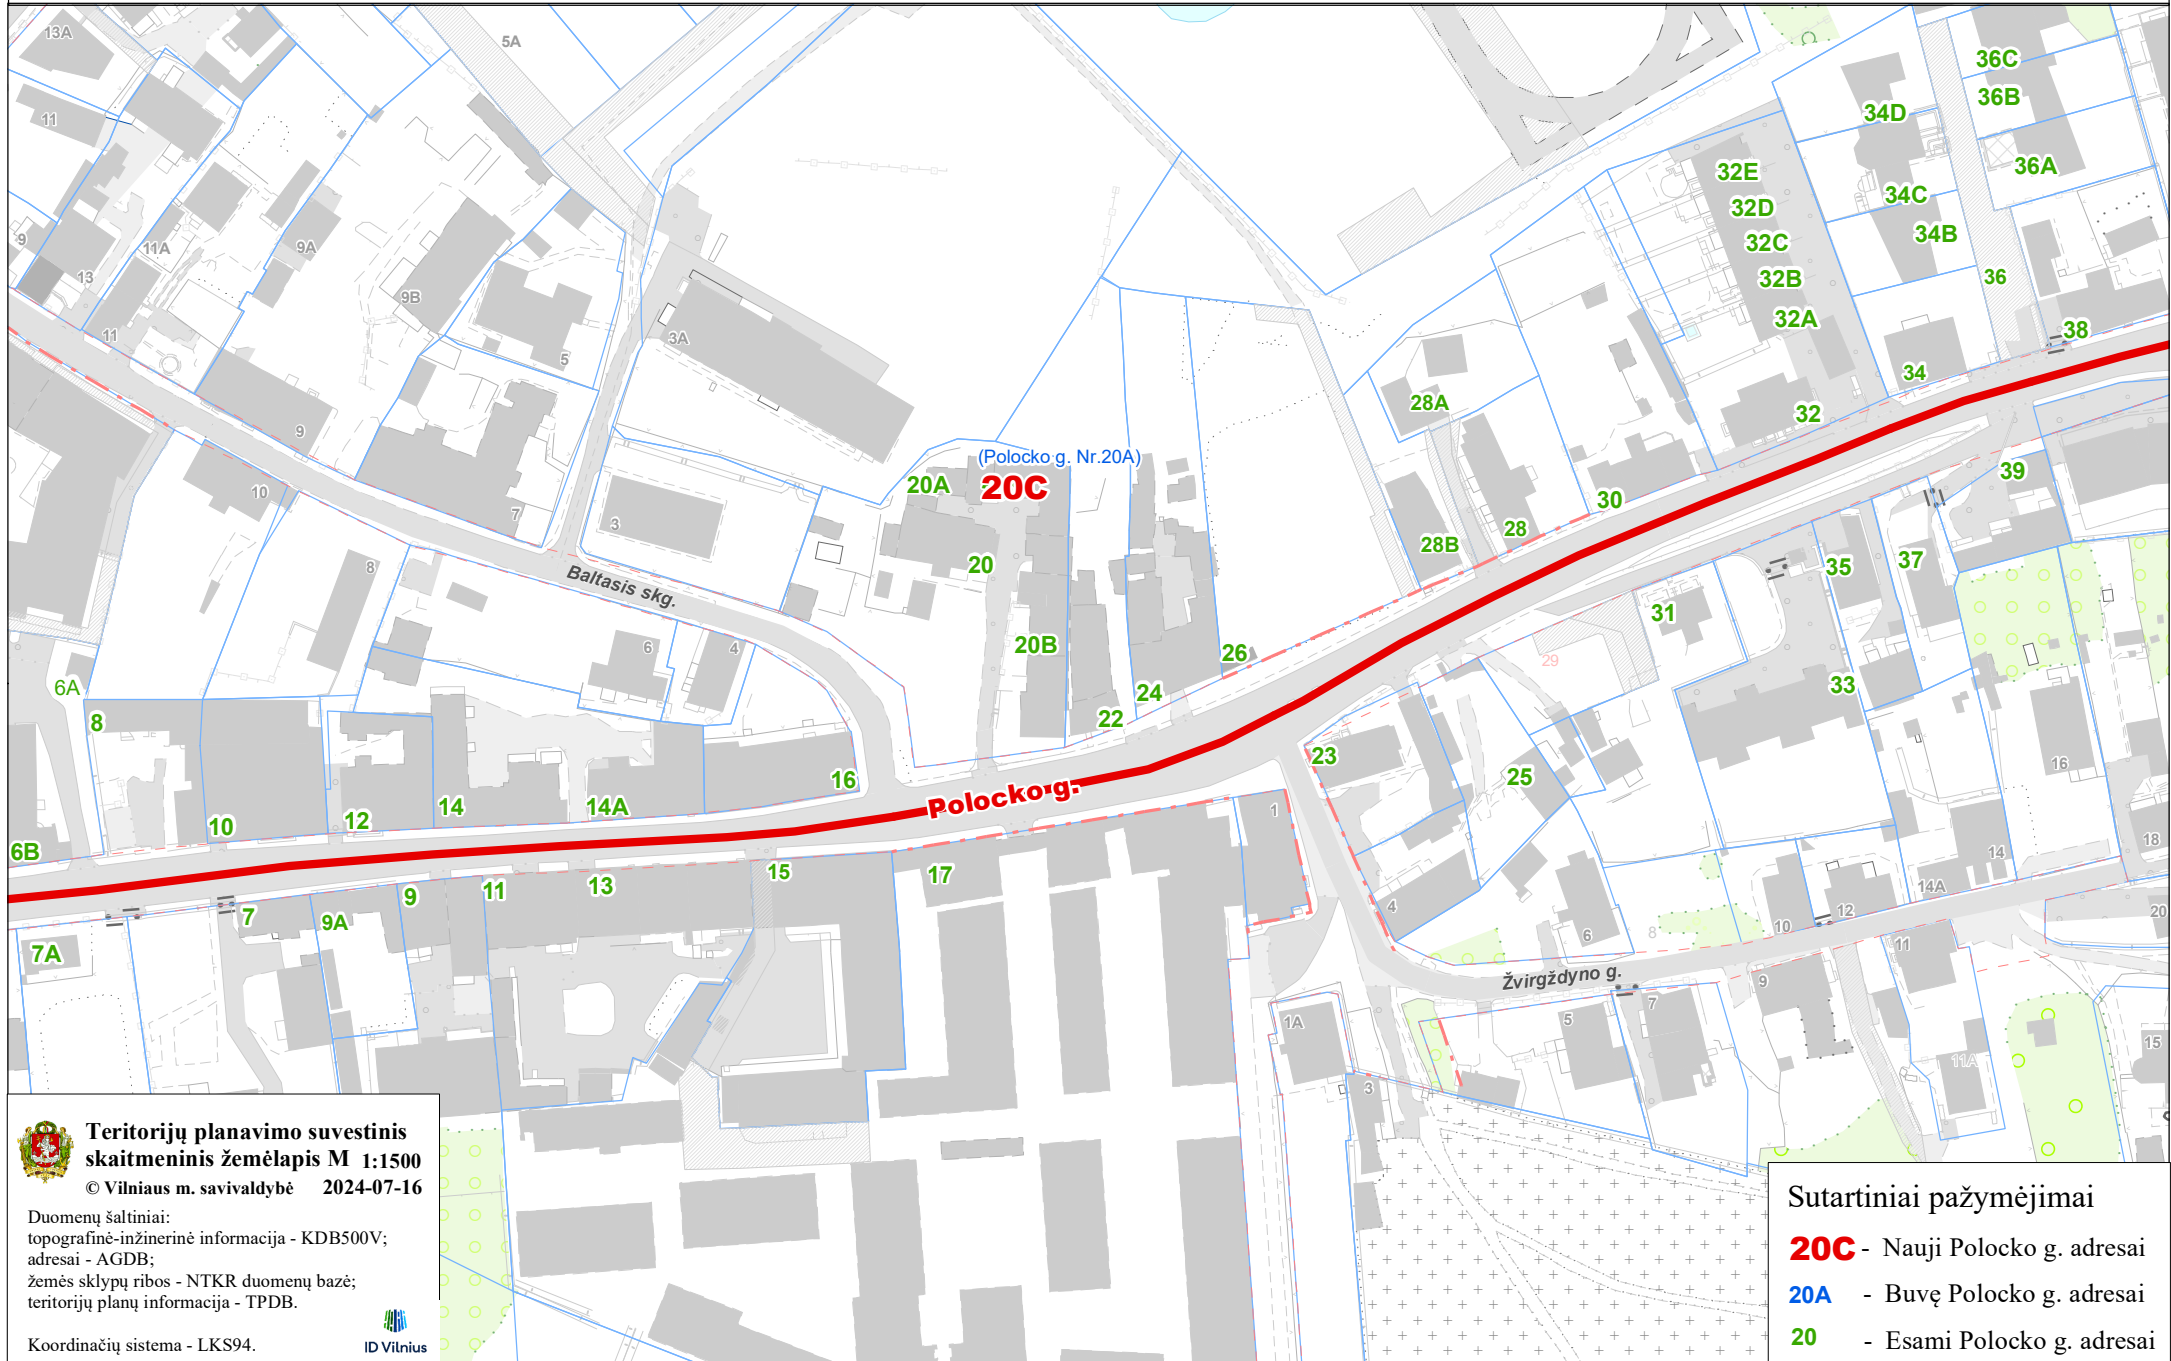 13A
5A
36C
36B
34D
11
36A
32E
34C
32D
34B
9
11A
9A
32C
13
32B
36
9B
32A
11
3A
38
5
34
28A
32
9
(Polocko g. Nr.20A)
20A
20C
39
10
30
7
3
28
28B
37
35
8
20
Baltasis skg.
31
20B
6
4
26
29
6A
33
24
22
8
23
16
25
16
14
14A
Polocko g.
10
12
1
6B
18
15
14
17
13
11
9
14A
7
9A
4
12
20
10
6
8
11
7A
Žvirgždyno g.
9
7
5
1A
15
11A
3
Teritorijų planavimo suvestinis
skaitmeninis žemėlapis M 1:1500
© Vilniaus m. savivaldybė 2024-07-16
Duomenų šaltiniai:
topografinė-inžinerinė informacija - KDB500V;
adresai - AGDB;
žemės sklypų ribos - NTKR duomenų bazė;
teritorijų planų informacija - TPDB.
Koordinačių sistema - LKS94.
ID Vilnius
Sutartiniai pažymėjimai
20C - Nauji Polocko g. adresai
20A - Buvę Polocko g. adresai
20 - Esami Polocko g. adresai